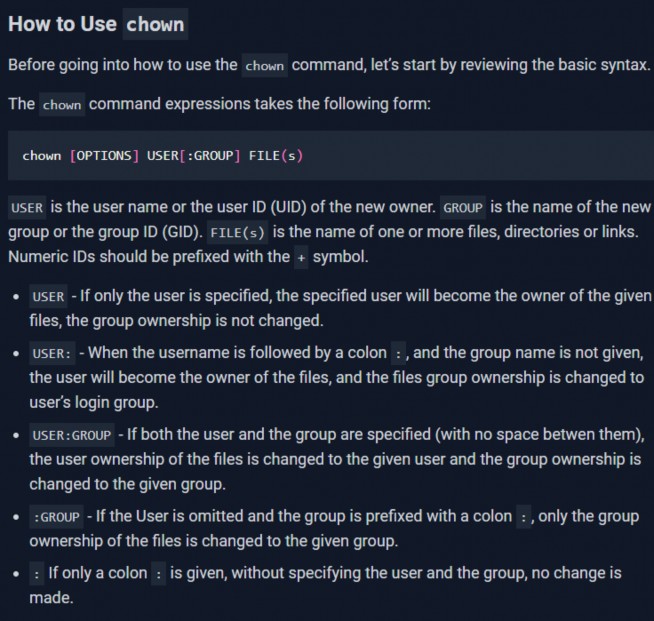 How to Use chown
Before going into how to use the chown command, let's start by reviewing the basic syntax.
The chown command expressions takes the following form:
chown [OPTIONS] USER[:GROUP] FILE(s)
USER is the user name or the user ID (UID) of the new owner. GROUP is the name of the new
group or the group ID (GID). FILE(s) is the name of one or more files, directories or links.
Numeric IDs should be prefixed with the + symbol.
• USER - If only the user is specified, the specified user will become the owner of the given
files, the group ownership is not changed.
• USER: - When the username is followed by a colon :, and the group name is not given,
the user will become the owner of the files, and the files group ownership is changed to
user's login group.
• USER:GROUP - If both the user and the group are specified (with no space betwen them),
the user ownership of the files is changed to the given user and the group ownership is
changed to the given group.
• :GROUP - If the User is omitted and the group is prefixed with a colon :, only the group
ownership of the files is changed to the given group.
• : If only a colon : is given, without specifying the user and the group, no change is
made.